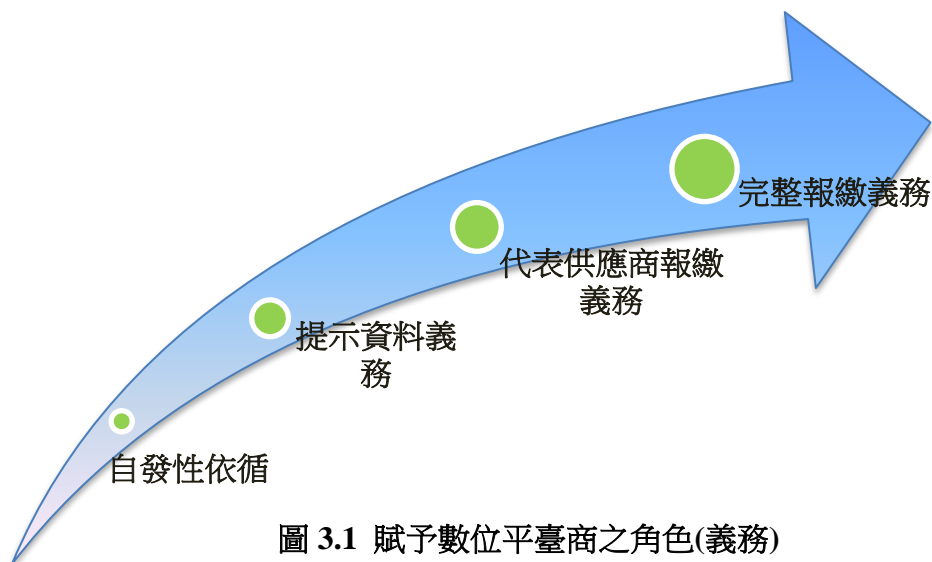 完整報繳義務
代表供應商報繳
義務
提示資料義
務
自發性依循
圖 3.1 賦予數位平臺商之角色(義務)